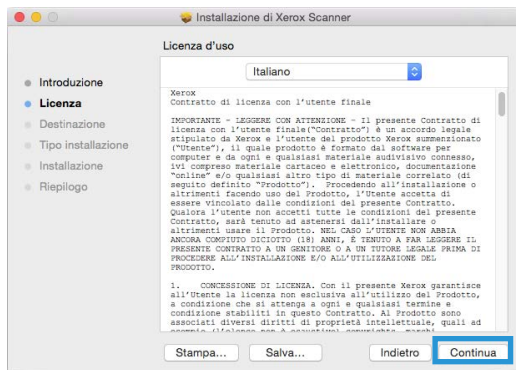 Installazione di Xerox Scanner
Licenza d'uso
Italiano
Introduzione
Licenza
Destinazione
Tipo installazione
Installazione
Riepilogo
Xerox
Contratto di licenza con l'utente finale
IMPORTANTE - LEGGERE CON ATTENZIONE - Il presente Contratto di
licenza con l'utente finale("Contratto") è un accordo legale
stipulato da Xerox e l'utente del prodotto Xerox summenzionato
("Utente"), il quale prodotto è formato dal software per
computer e da ogni e qualsiasi materiale audivisivo connesso,
ivi compreso materiale cartaceo e elettronico, documentazione
"online" e/o qualsiasi altro tipo di materiale correlato (di
seguito definito "Prodotto"). Procedendo all'installazione o
altrimenti facendo uso del Prodotto, l'Utente accetta di
essere vincolato dalle condizioni del presente Contratto.
Qualora l'utente non accetti tutte le condizioni del presente
Contratto, sarà tenuto ad astenersi dall'installare o
altrimenti usare il Prodotto. NEL CASO L'UTENTE NON ABBIA
ANCORA COMPIUTO DICIOTTO (18) ANNI, È TENUTO A FAR LEGGERE IL
PRESENTE CONTRATTO A UN GENITORE O A UN TUTORE LEGALE PRIMA DI
PROCEDERE ALL'INSTALLAZIONE E/O ALL'UTILIZZAZIONE DEL
PRODOTTO.
1. CONCESSIONE DI LICENZA. Con il presente Xerox garantisce
all'Utente la licenza non esclusiva all'utilizzo del Prodotto,
a condizione che si attenga a ogni e qualsiasi termine e
condizione stabiliti in questo Contratto. Al Prodotto sono
associati diversi diritti di proprietà intellettuale, quali ad
Stampa...
Salva...
Indietro
Continua